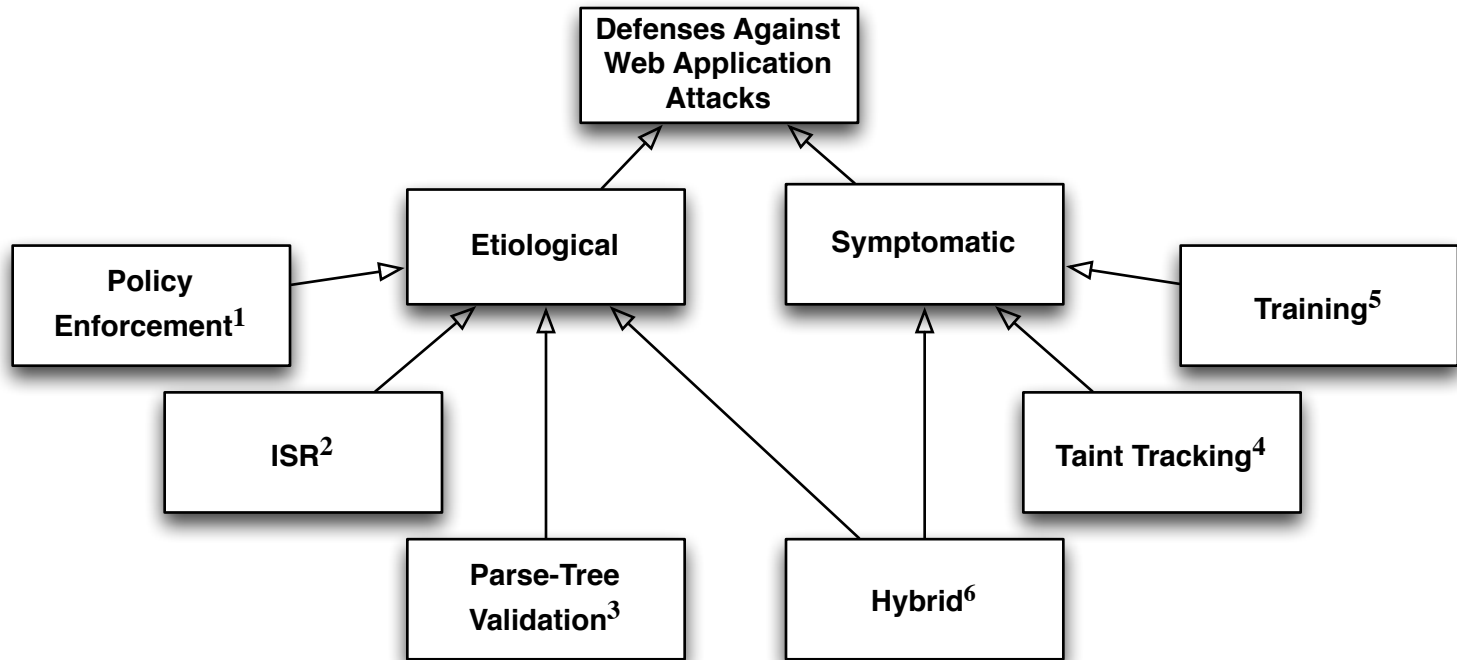 Defenses Against
Web Application
Attacks
Etiological
Symptomatic
Policy
Enforcement1
Training5
ISR2
Taint Tracking4
Parse-Tree
Validation3
Hybrid6